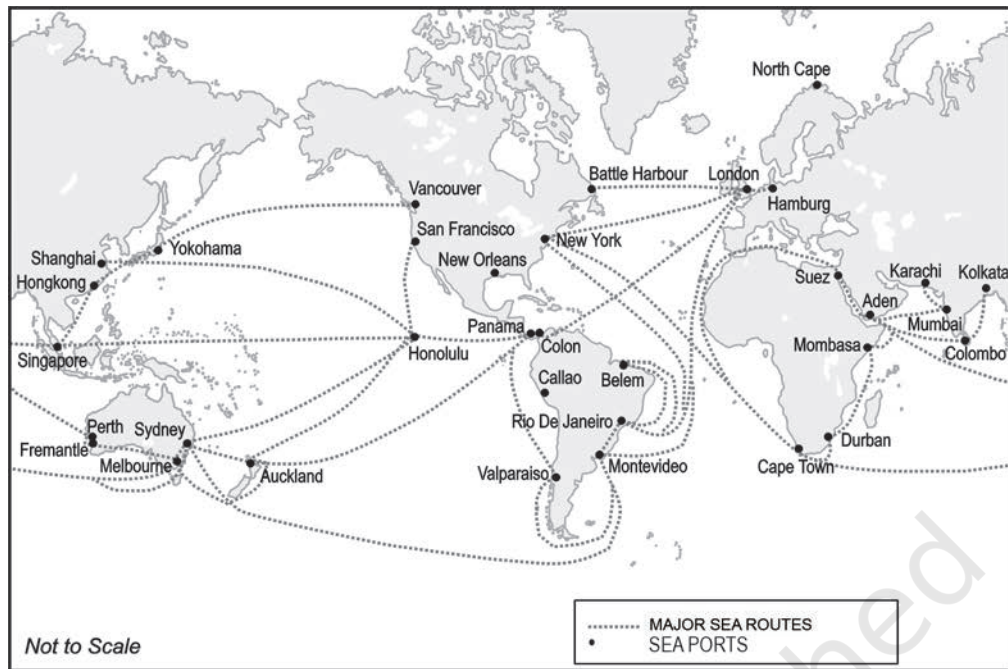 North Cape
Battle Harbour
London
Hamburg
Vancouver
San Francisco
New York
Shanghai
Yokohama
Hongkong
New Orleans
Suez
Karachi
Kolkata
Aden
Mumbai
Panama
Colon
Singapore
Honolulu
Mombasa
Colombo
Callao
Belem
Perth
Sydney
Rio De Janeiro
Fremantle
Durban
Melbourne
Auckland
Valparaiso
Montevideo
Cape Town
Not to Scale
MAJOR SEA ROUTES
SEA PORTS